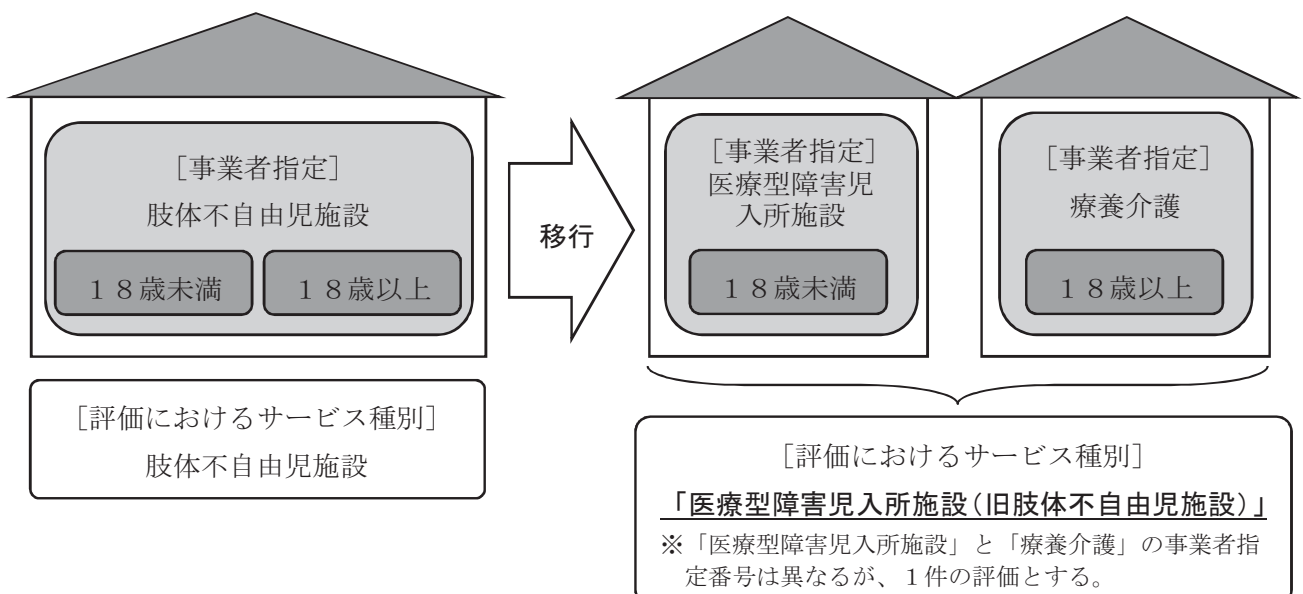 [事業者指定]
肢体不自由児施設
18歳未満
18歳以上
[評価におけるサービス種別]
肢体不自由児施設
移行
[事業者指定]
医療型障害児
入所施設
18歳未満
[事業者指定]
療養介護
18歳以上
[評価におけるサービス種別]
「医療型障害児入所施設(旧肢体不自由児施設)」
※「医療型障害児入所施設」と「療養介護」の事業者指
定番号は異なるが、1件の評価とする。